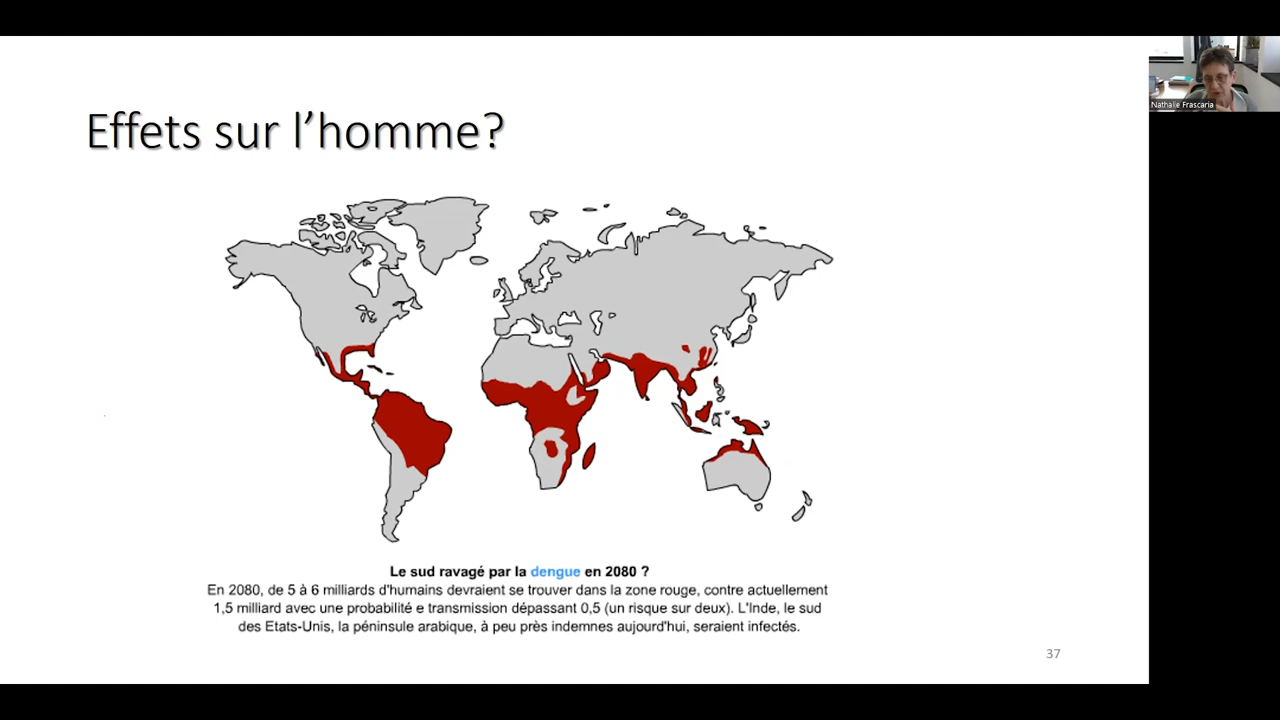 Effets sur l’homme?
Nathalie Frascaria
Le sud ravagé par la dengue en 2080 ?
En 2080, de 5 à 6 milliards d'humains devraient se trouver dans la zone rouge, contre actuellement
1,5 milliard avec une probabilité e transmission dépassant 0,5 (un risque sur deux). L'Inde, le sud
des Etats-Unis, la péninsule arabique, à peu près indemnes aujourd'hui, seraient infectés.
37